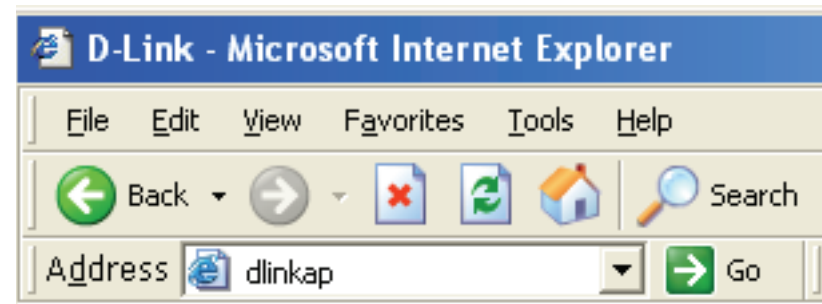 D-Link - Microsoft Internet Explorer
File Edit View Favorites Tools Help
Back Search
Address dlinkap Go